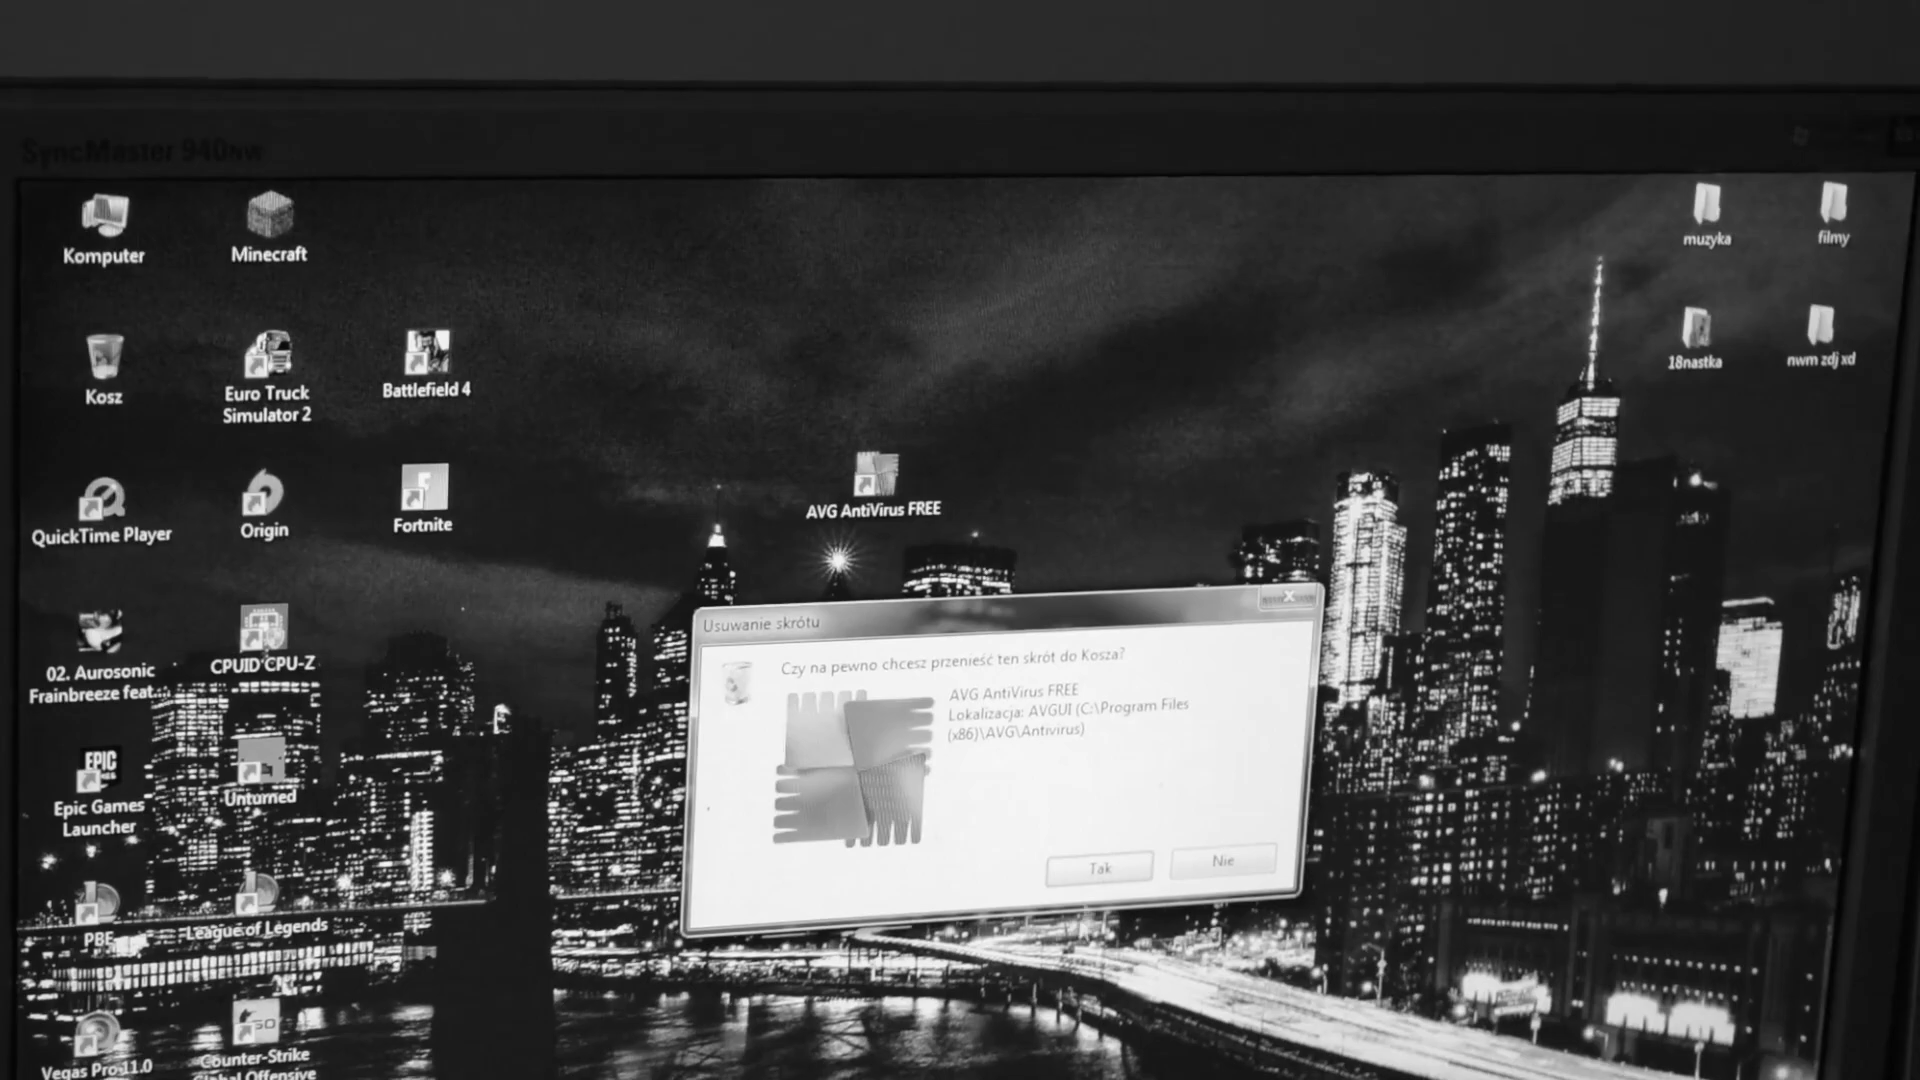 SyncMaster 940NW
Komputer
Minecraft
muzyka
filmy
Kosz
Euro Truck
Simulator 2
Battlefield 4
18nastka
nwm zdj xd
QuickTime Player
Origin
Fortnite
AVG AntiVirus FREE
02. Aurosonic
Frainbreeze feat...
CPUID CPU-Z
Usuwanie skrótu
X
Czy na pewno chcesz przenieść ten skrót do Kosza?
AVG AntiVirus FREE
Lokalizacja: AVGUI (C:\Program Files
(x86)\AVG\Antivirus)
Tak
Nie
EPIC
Epic Games
Launcher
Unturned
PBE
League of Legends
GO
Vegas Pro 11.0
Counter-Strike
Global Offensive